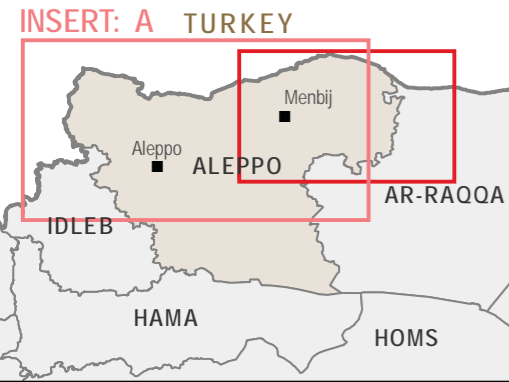 INSERT: A
TURKEY
Menbij
Aleppo
ALEPPO
AR-RAQQA
IDLEB
HAMA
HOMS